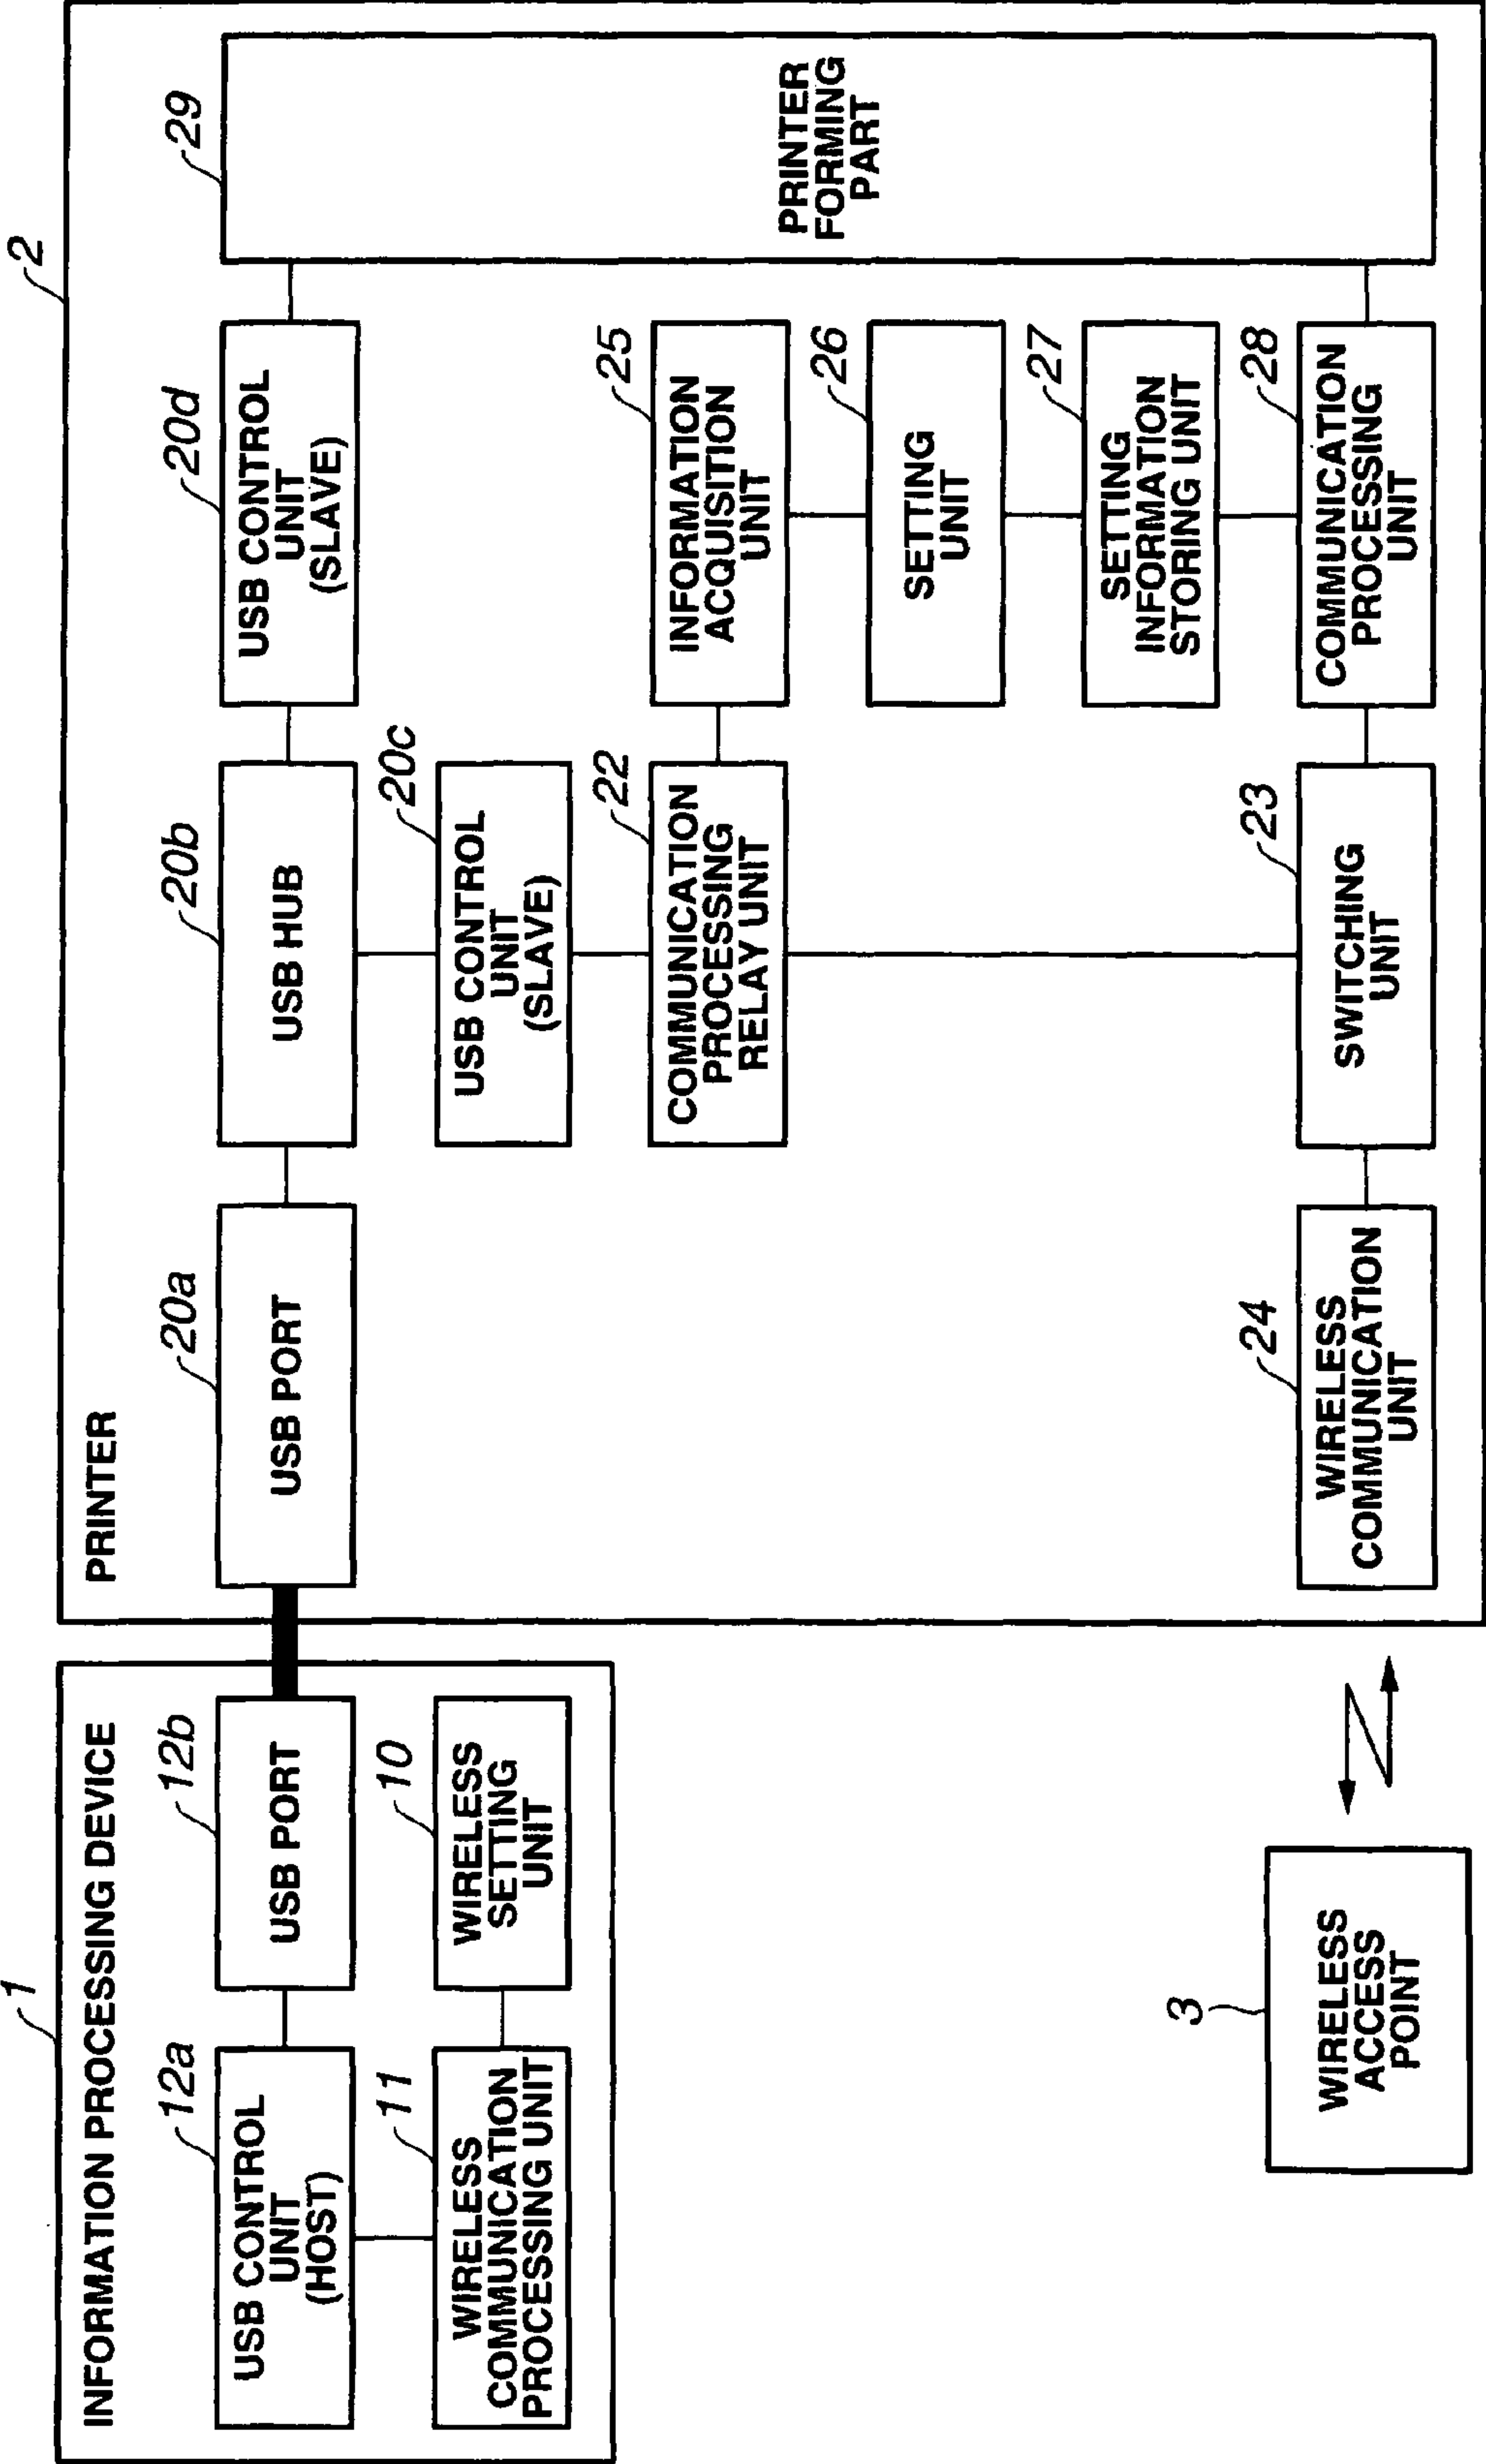 1
INFORMATION PROCESSING DEVICE
12a
USB CONTROL
UNIT
(HOST)
12b
USB PORT
11
WIRELESS
COMMUNICATION
PROCESSING UNIT
10
WIRELESS
SETTING
UNIT
3
WIRELESS
ACCESS
POINT
2
PRINTER
20a
USB PORT
20b
USB HUB
20d
USB CONTROL
UNIT
(SLAVE)
29
PRINTER
FORMING
PART
20c
USB CONTROL
UNIT
(SLAVE)
22
COMMUNICATION
PROCESSING
RELAY UNIT
25
INFORMATION
ACQUISITION
UNIT
26
SETTING
UNIT
27
SETTING
INFORMATION
STORING UNIT
24
WIRELESS
COMMUNICATION
UNIT
23
SWITCHING
UNIT
28
COMMUNICATION
PROCESSING
UNIT